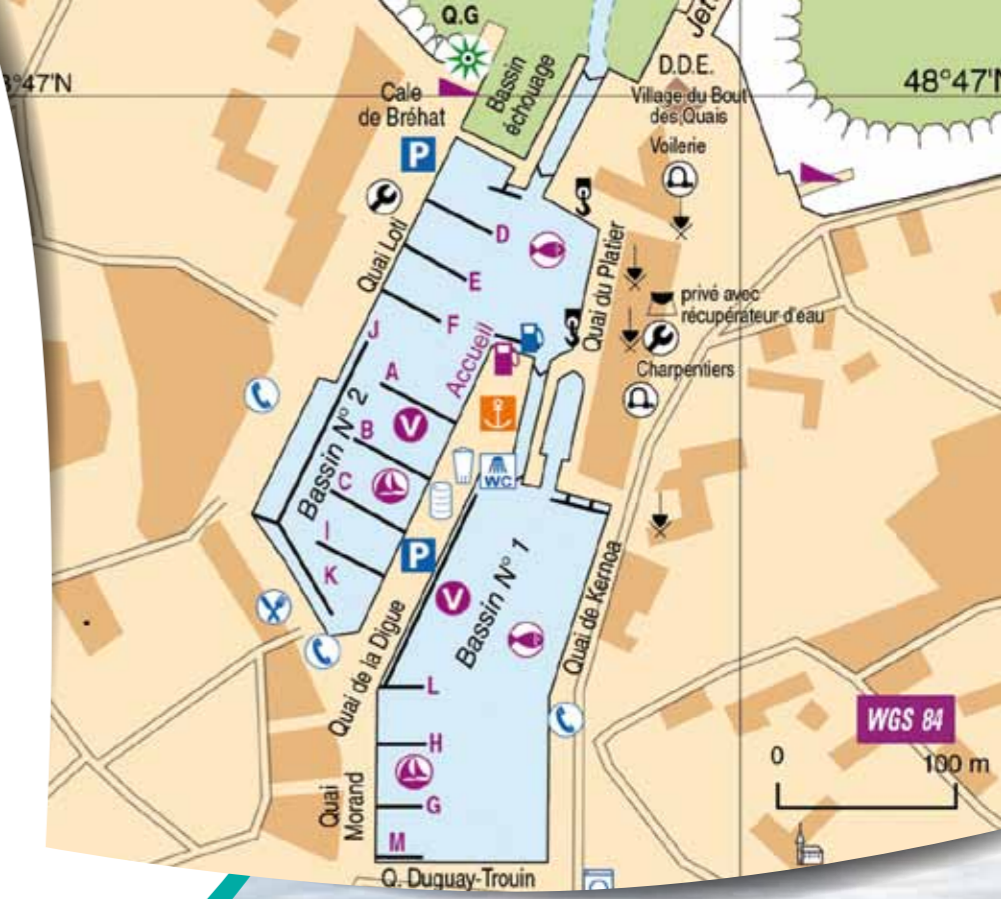 Q.G
Jet
D.D.E.
°47'N
48°47'N
Cale
de Bréhat
Bassin
échouage
Village du Bout
des Quais
Voilerie
P
Quai Loti
D
E
F
J
A
B
C
I
K
Quai du Platier
privé avec
récupérateur d'eau
Charpentiers
Accueil
V
Bassin N° 2
WC
P
V
Bassin N° 1
Quai de Kernoa
Quai de la Digue
L
H
G
M
Quai
Morand
WGS 84
0
100 m
Q. Duguay-Trouin